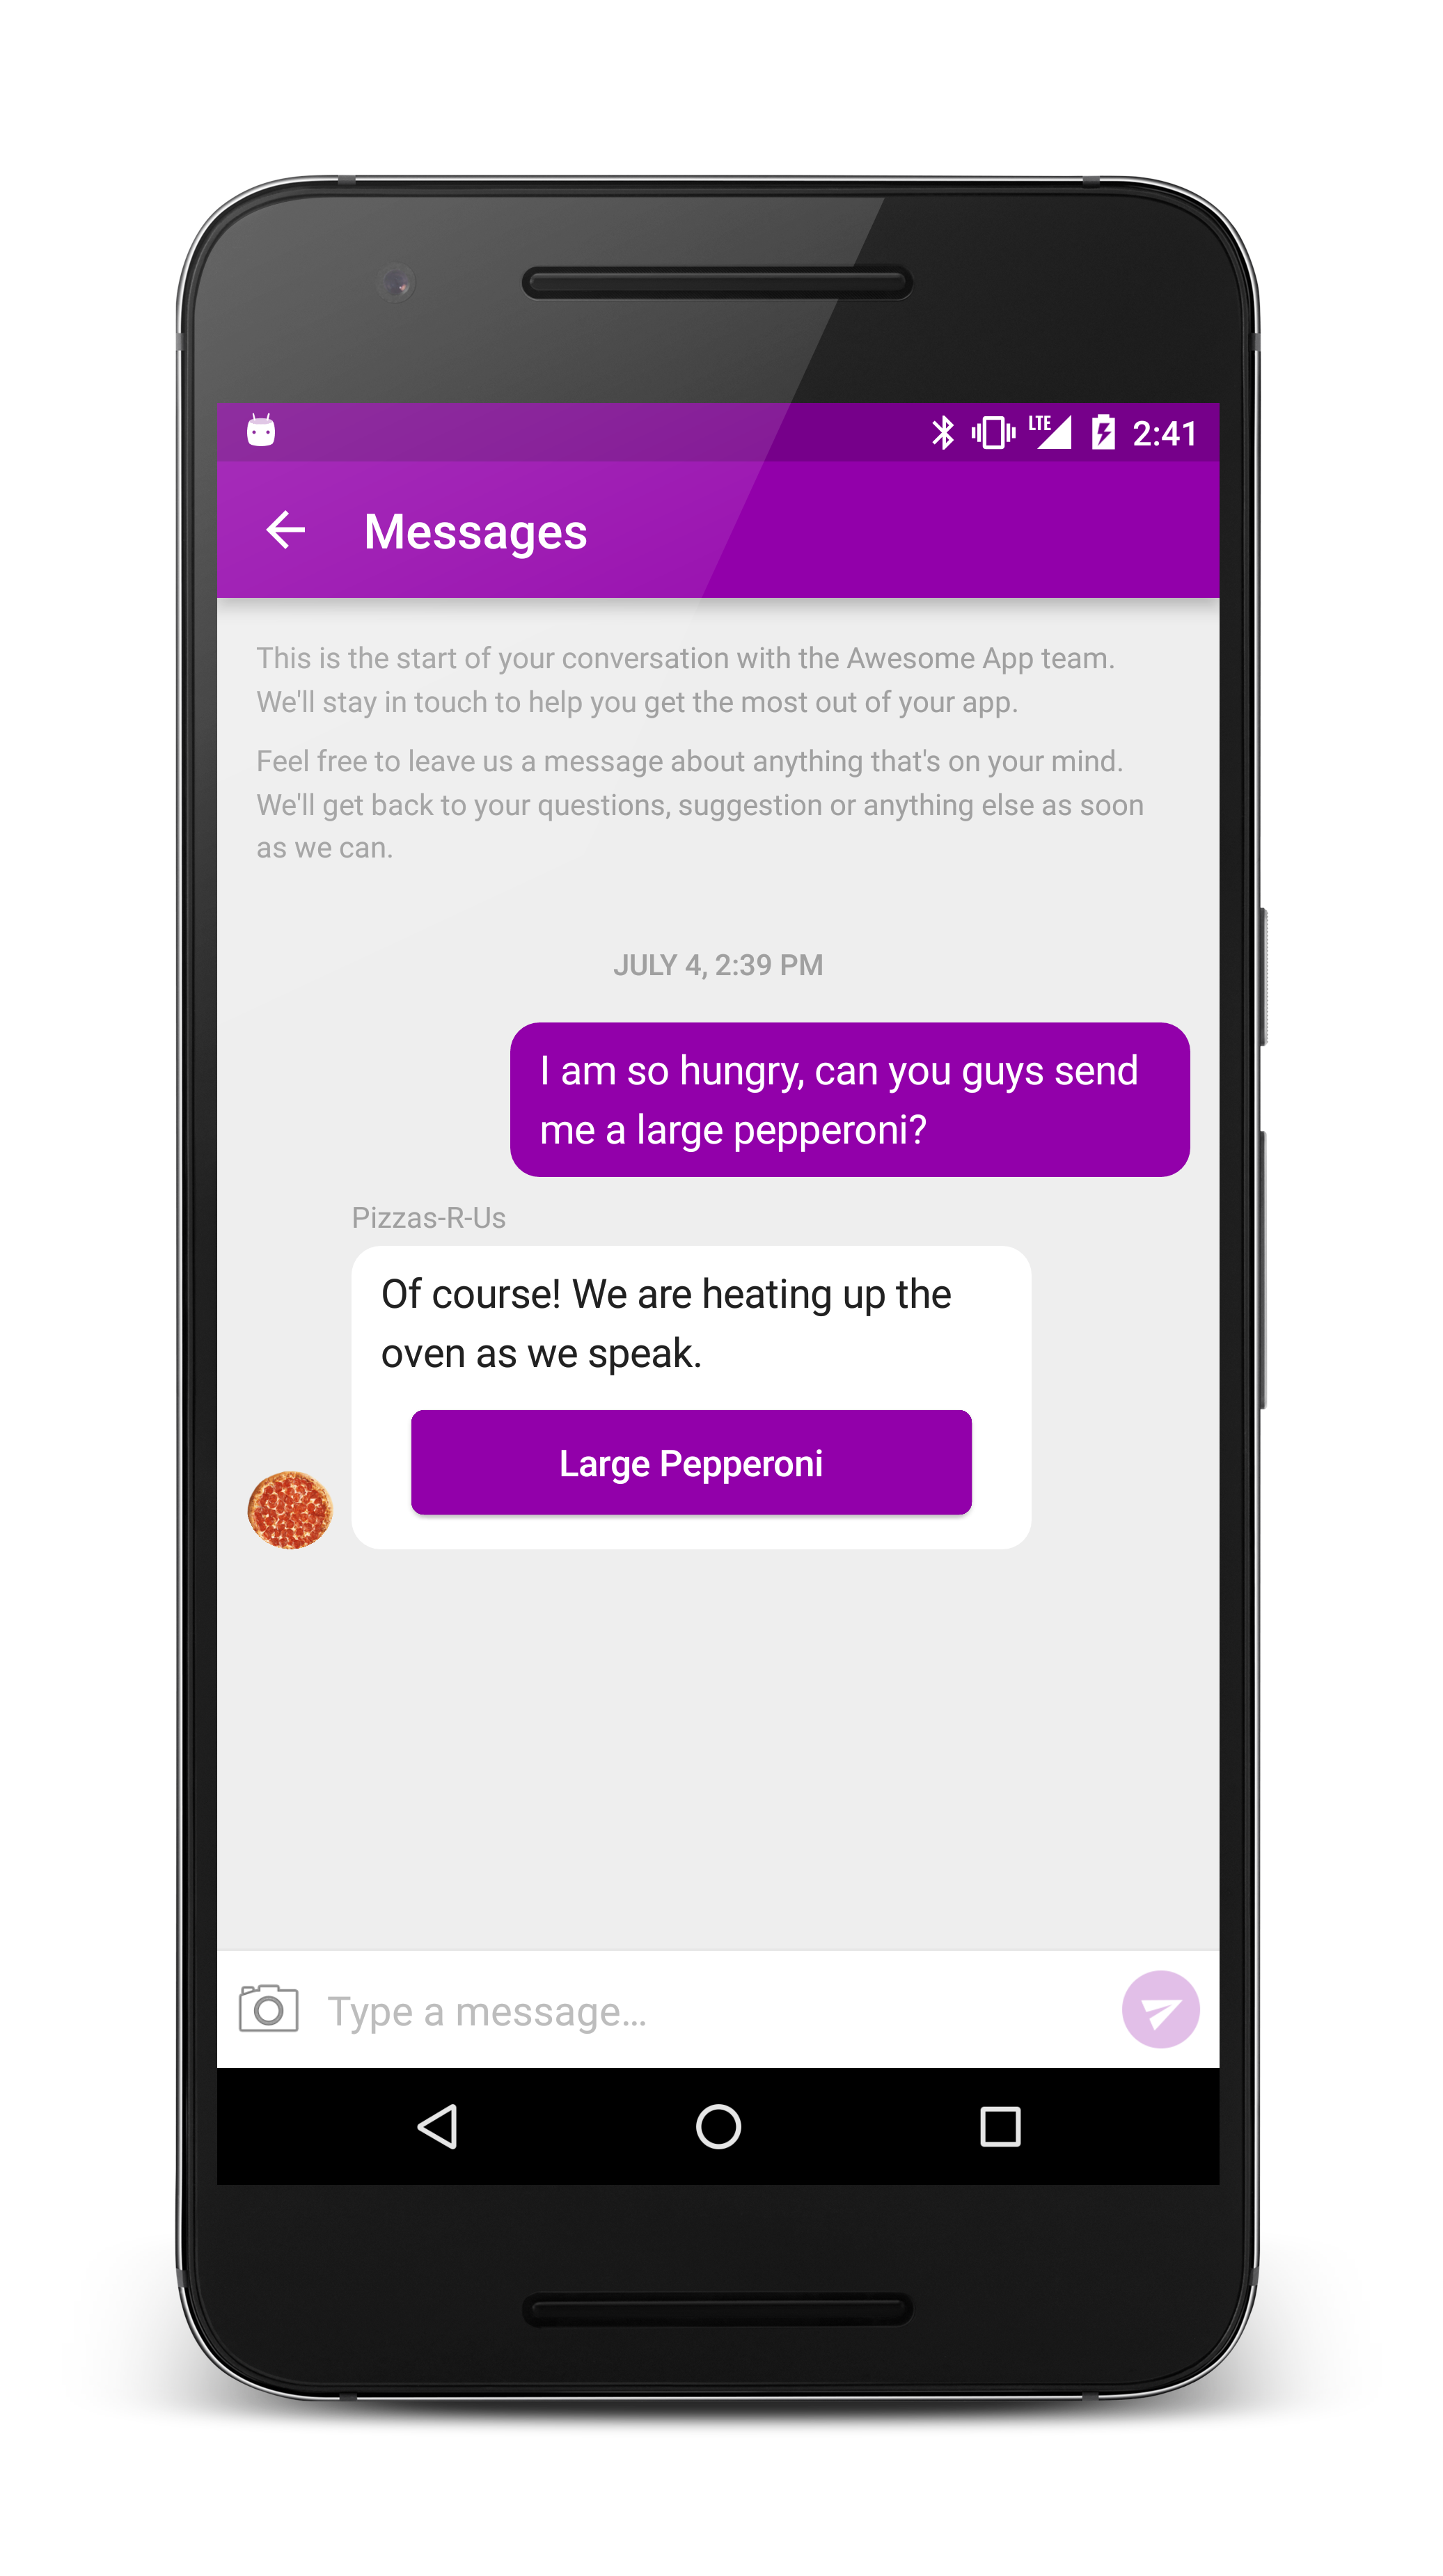 LTE 2:41
Messages
This is the start of your conversation with the Awesome App team.
We'll stay in touch to help you get the most out of your app.
Feel free to leave us a message about anything that's on your mind.
We'll get back to your questions, suggestion or anything else as soon
as we can.
JULY 4, 2:39 PM
I am so hungry, can you guys send
me a large pepperoni?
Pizzas-R-Us
Of course! We are heating up the
oven as we speak.
Large Pepperoni
Type a message…